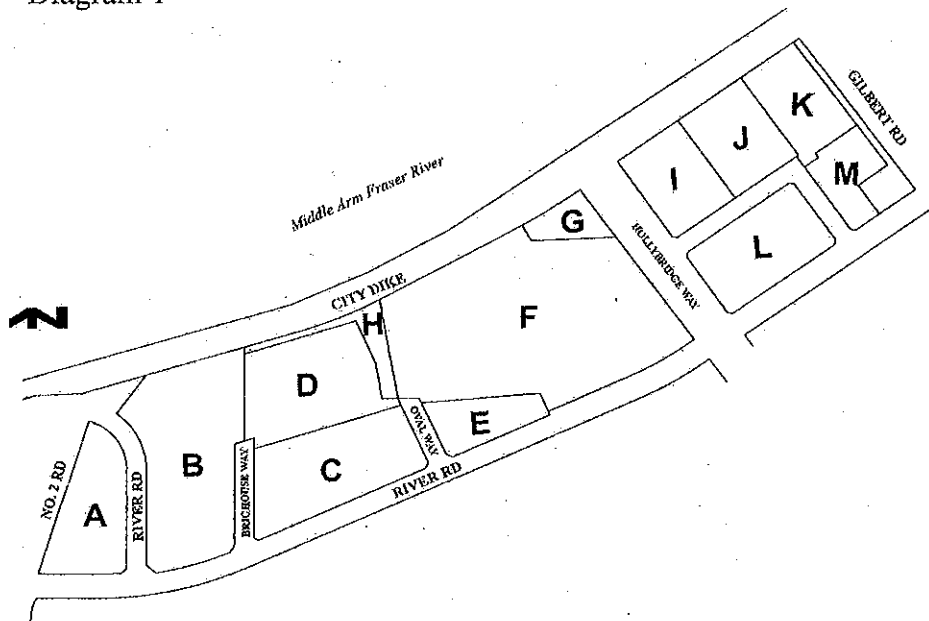 Diagram 1
GILBERT RD
K
J
M
I
Middle Arm Fraser River
G
HOLLYBRIDGE WAY
L
CITY DIKE
H
F
N
D
E
OVAL WAY
B
C
NO. 2 RD
BRIGHOUSE WAY
RIVER RD
A
RIVER RD